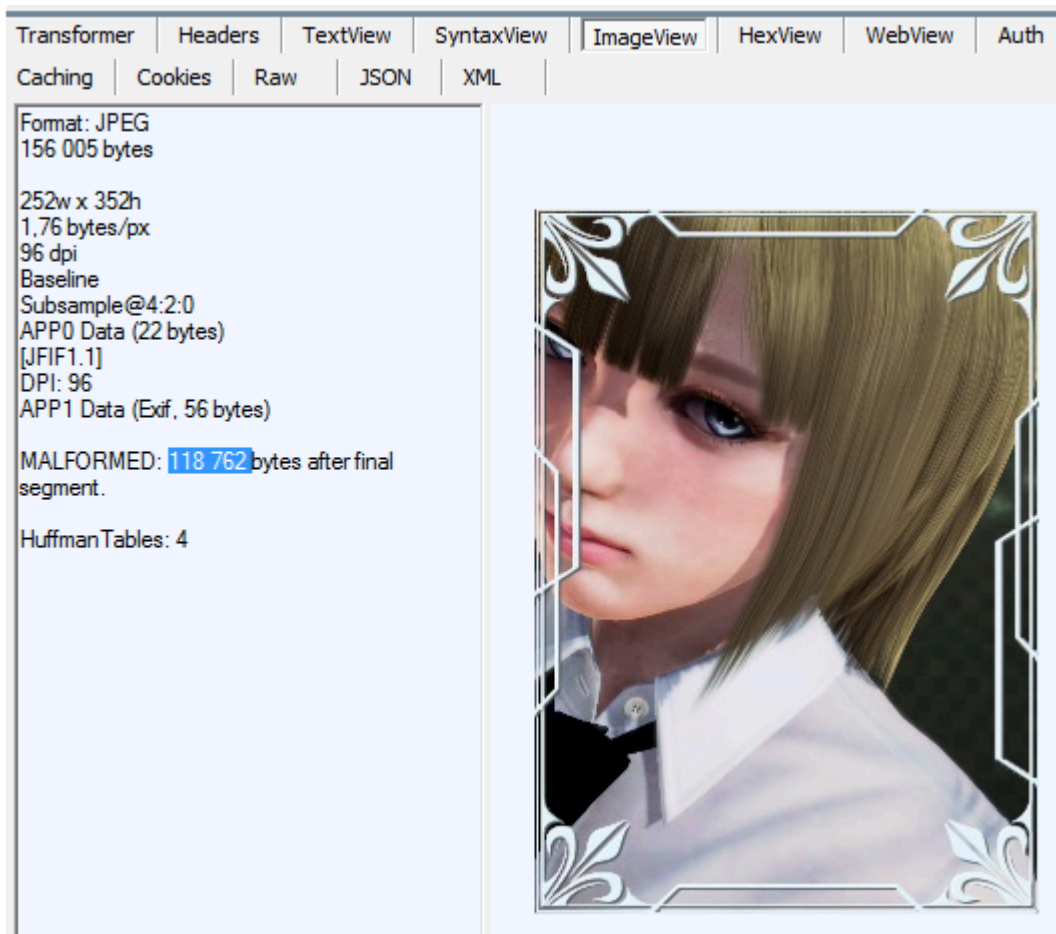 Transformer Headers TextView SyntaxView ImageView HexView WebView Auth
Caching Cookies Raw JSON XML
Format: JPEG
156 005 bytes
252w x 352h
1,76 bytes/px
96 dpi
Baseline
Subsample@4:2:0
APP0 Data (22 bytes)
[JFIF1.1]
DPI: 96
APP1 Data (Exif, 56 bytes)
MALFORMED: 118 762 bytes after final
segment.
HuffmanTables: 4